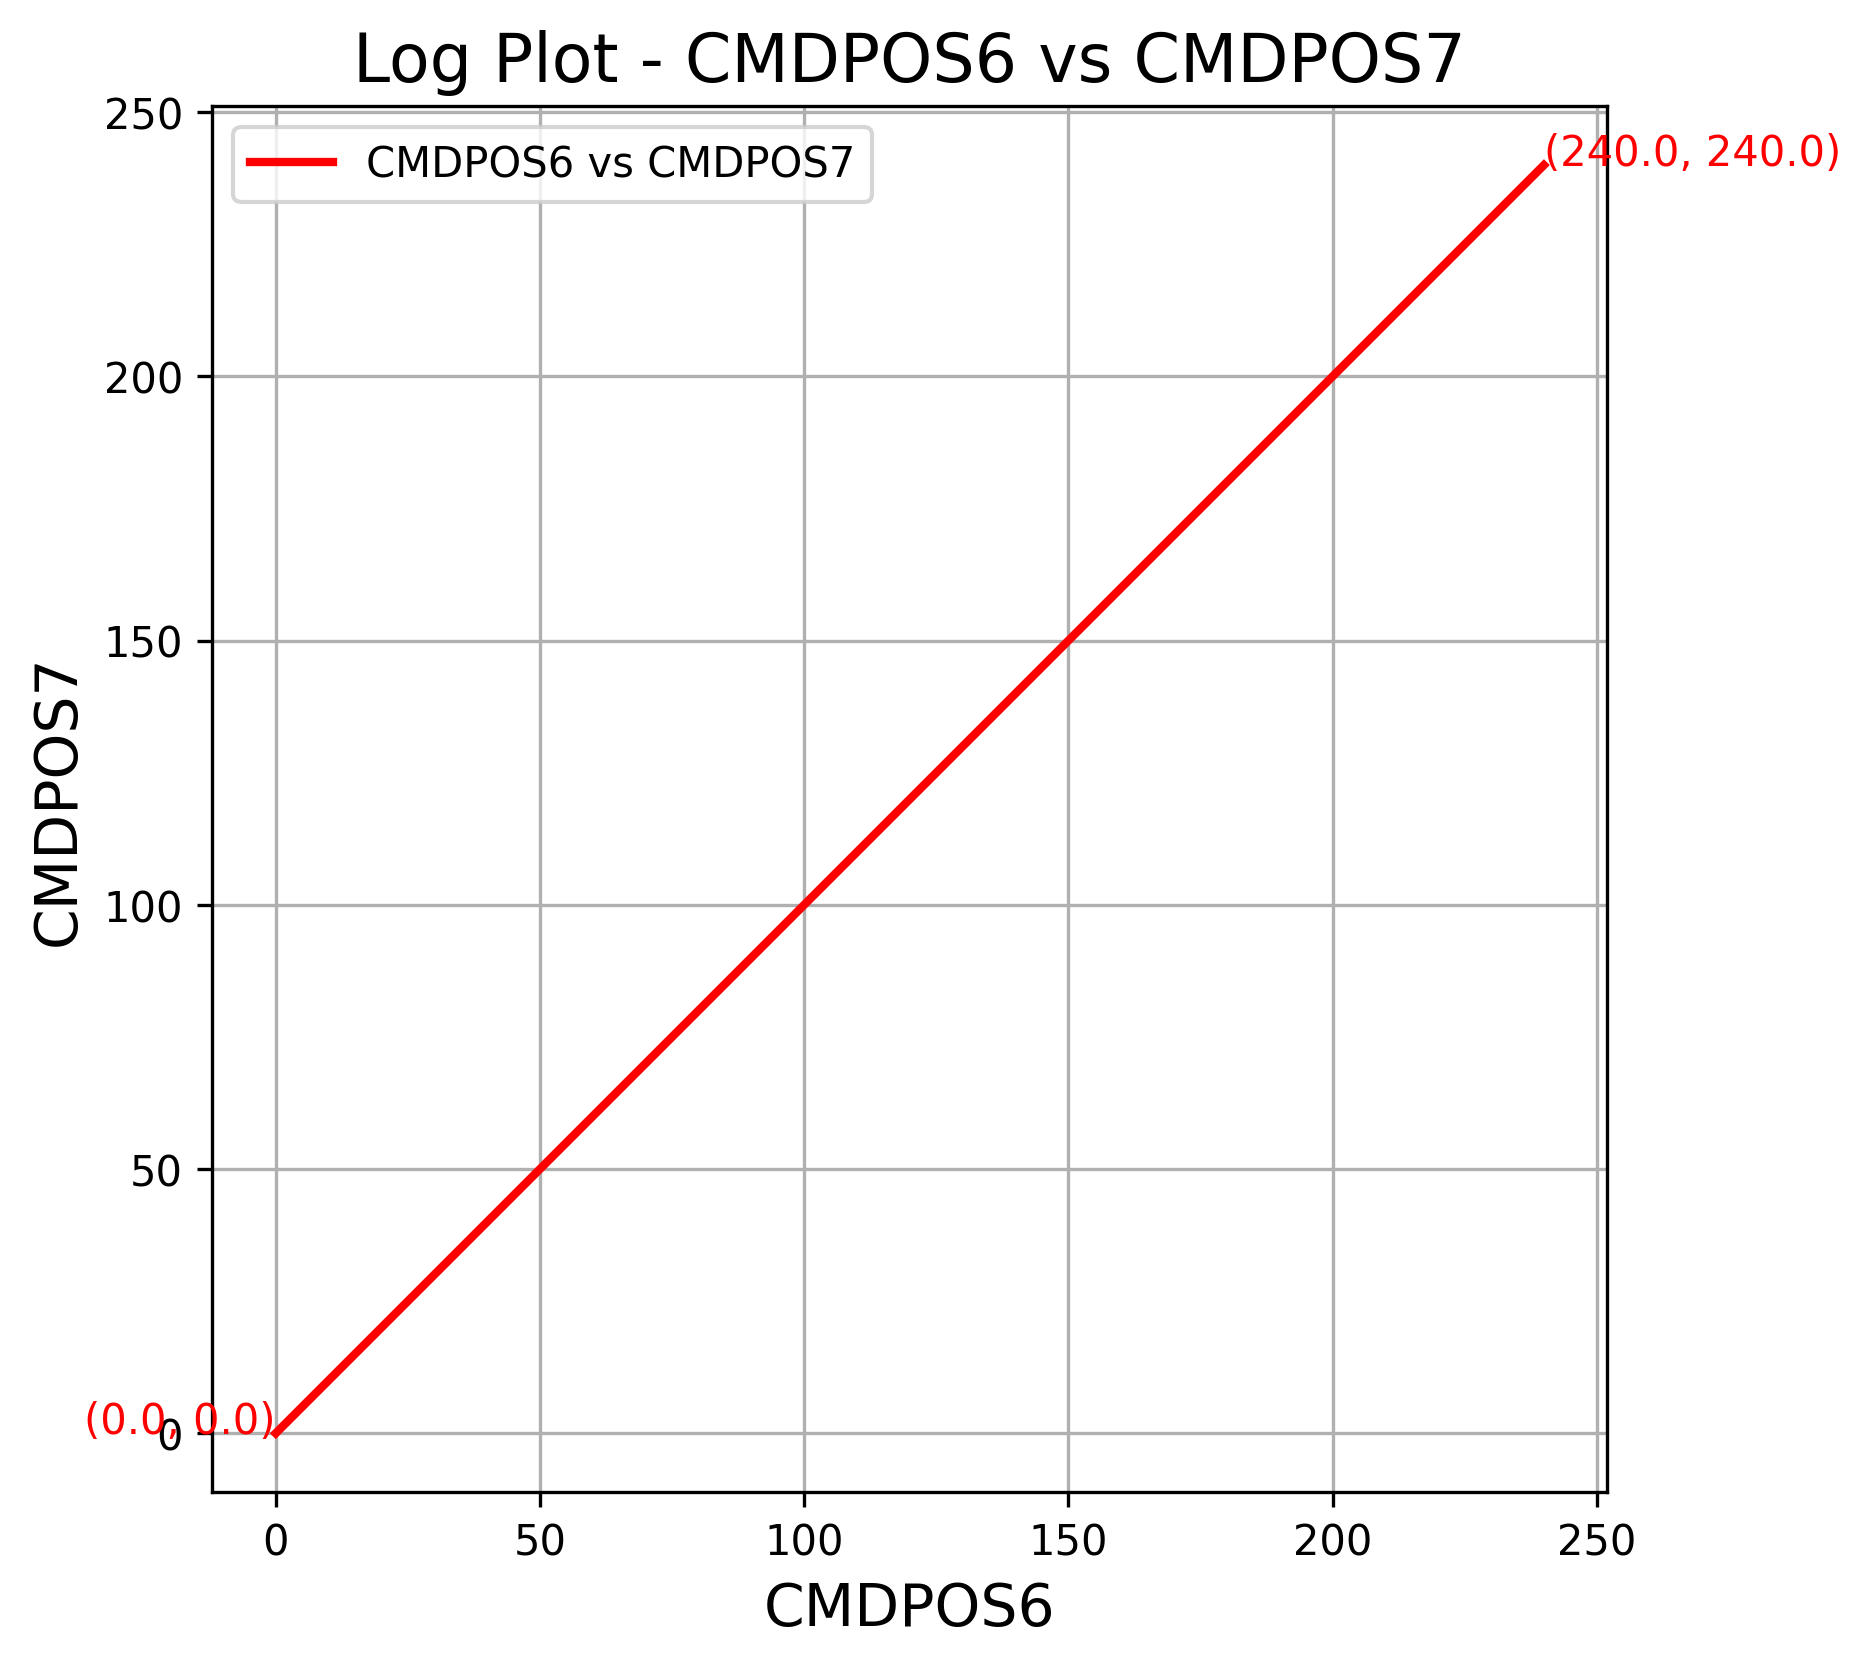 Log Plot - CMDPOS6 vs CMDPOS7
CMDPOS6 vs CMDPOS7
(240.0, 240.0)
250
200
150
100
50
0
(0.0, 0.0)
CMDPOS7
0 50 100 150 200 250
CMDPOS6